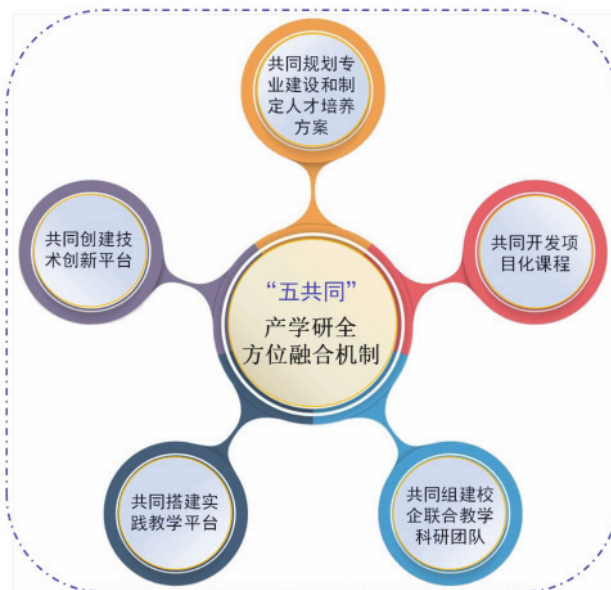 共同规划专
业建设和制
定人才培养
方案
共同开发项
目化课程
共同组建校
企联合教学
科研团队
共同搭建实
践教学平台
共同创建技
术创新平台
“五共同”
产学研全
方位融合机制